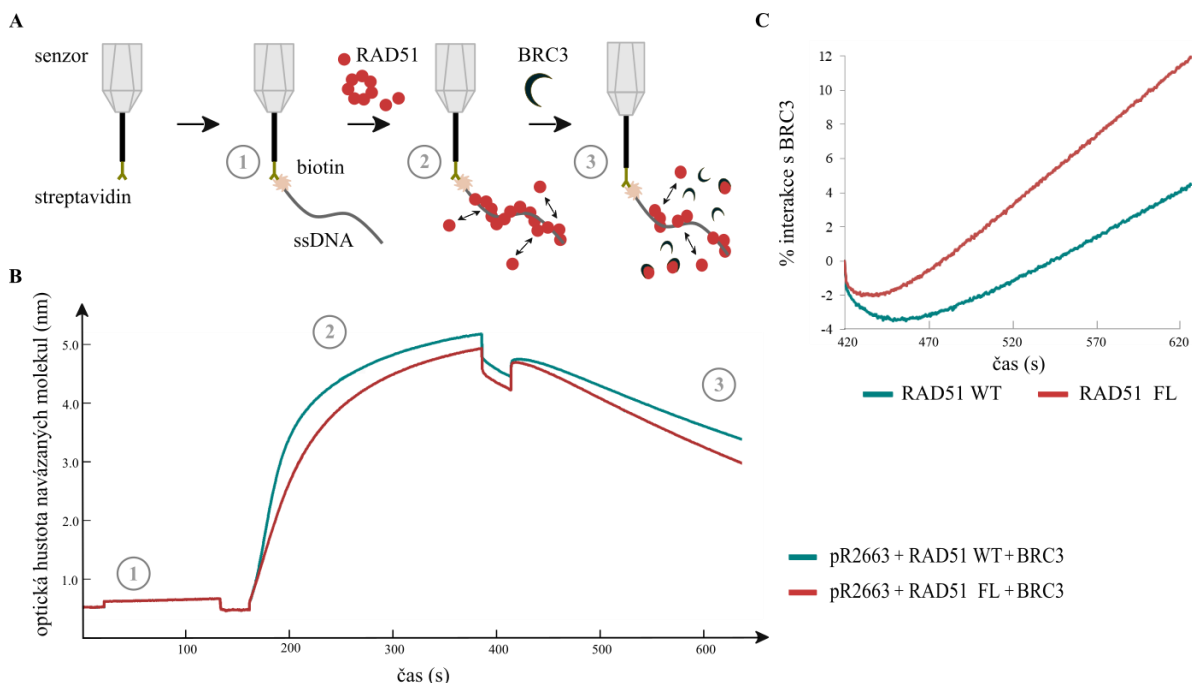 A
senzor
streptavidin
1
biotin
ssDNA
RAD51
2
BRC3
3
B
optická hustota navázaných molekul (nm)
5.0
4.0
3.0
2.0
1.0
1
2
3
100
200
300
400
500
600
čas (s)
C
% interakce s BRC3
12
10
8
6
4
2
0
-2
-4
420
470
520
570
620
čas (s)
RAD51 WT
RAD51 FL
pR2663 + RAD51 WT + BRC3
pR2663 + RAD51 FL + BRC3